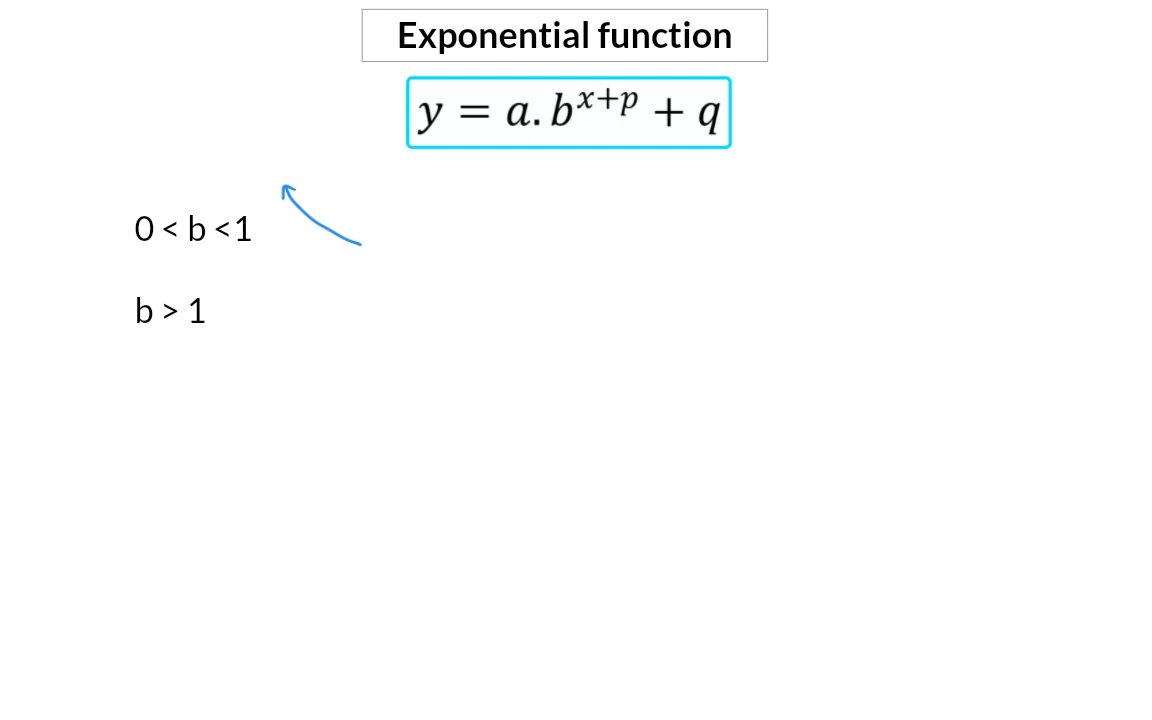 Exponential function
y = a. b^{x+p} + q
0 < b <1
b > 1